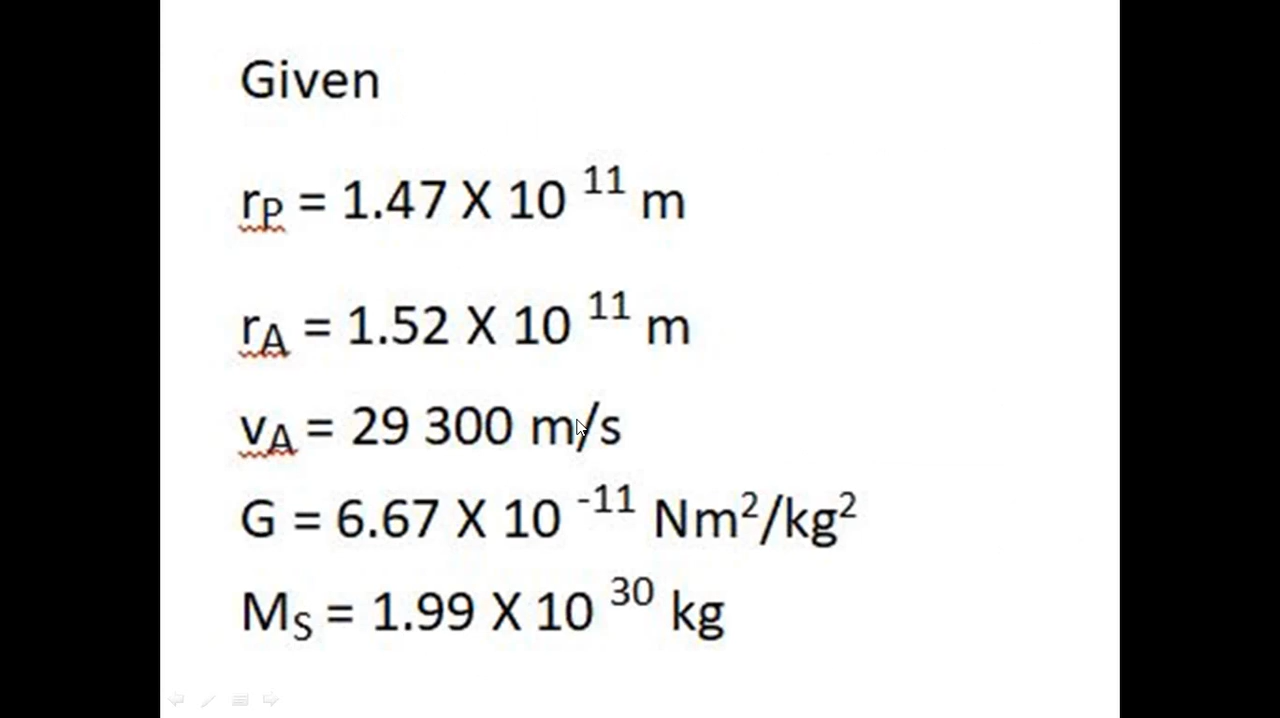 Given
rP = 1.47 X 10 11 m
rA = 1.52 X 10 11 m
vA = 29 300 m/s
G = 6.67 X 10 -11 Nm²/kg²
MS = 1.99 X 10 30 kg